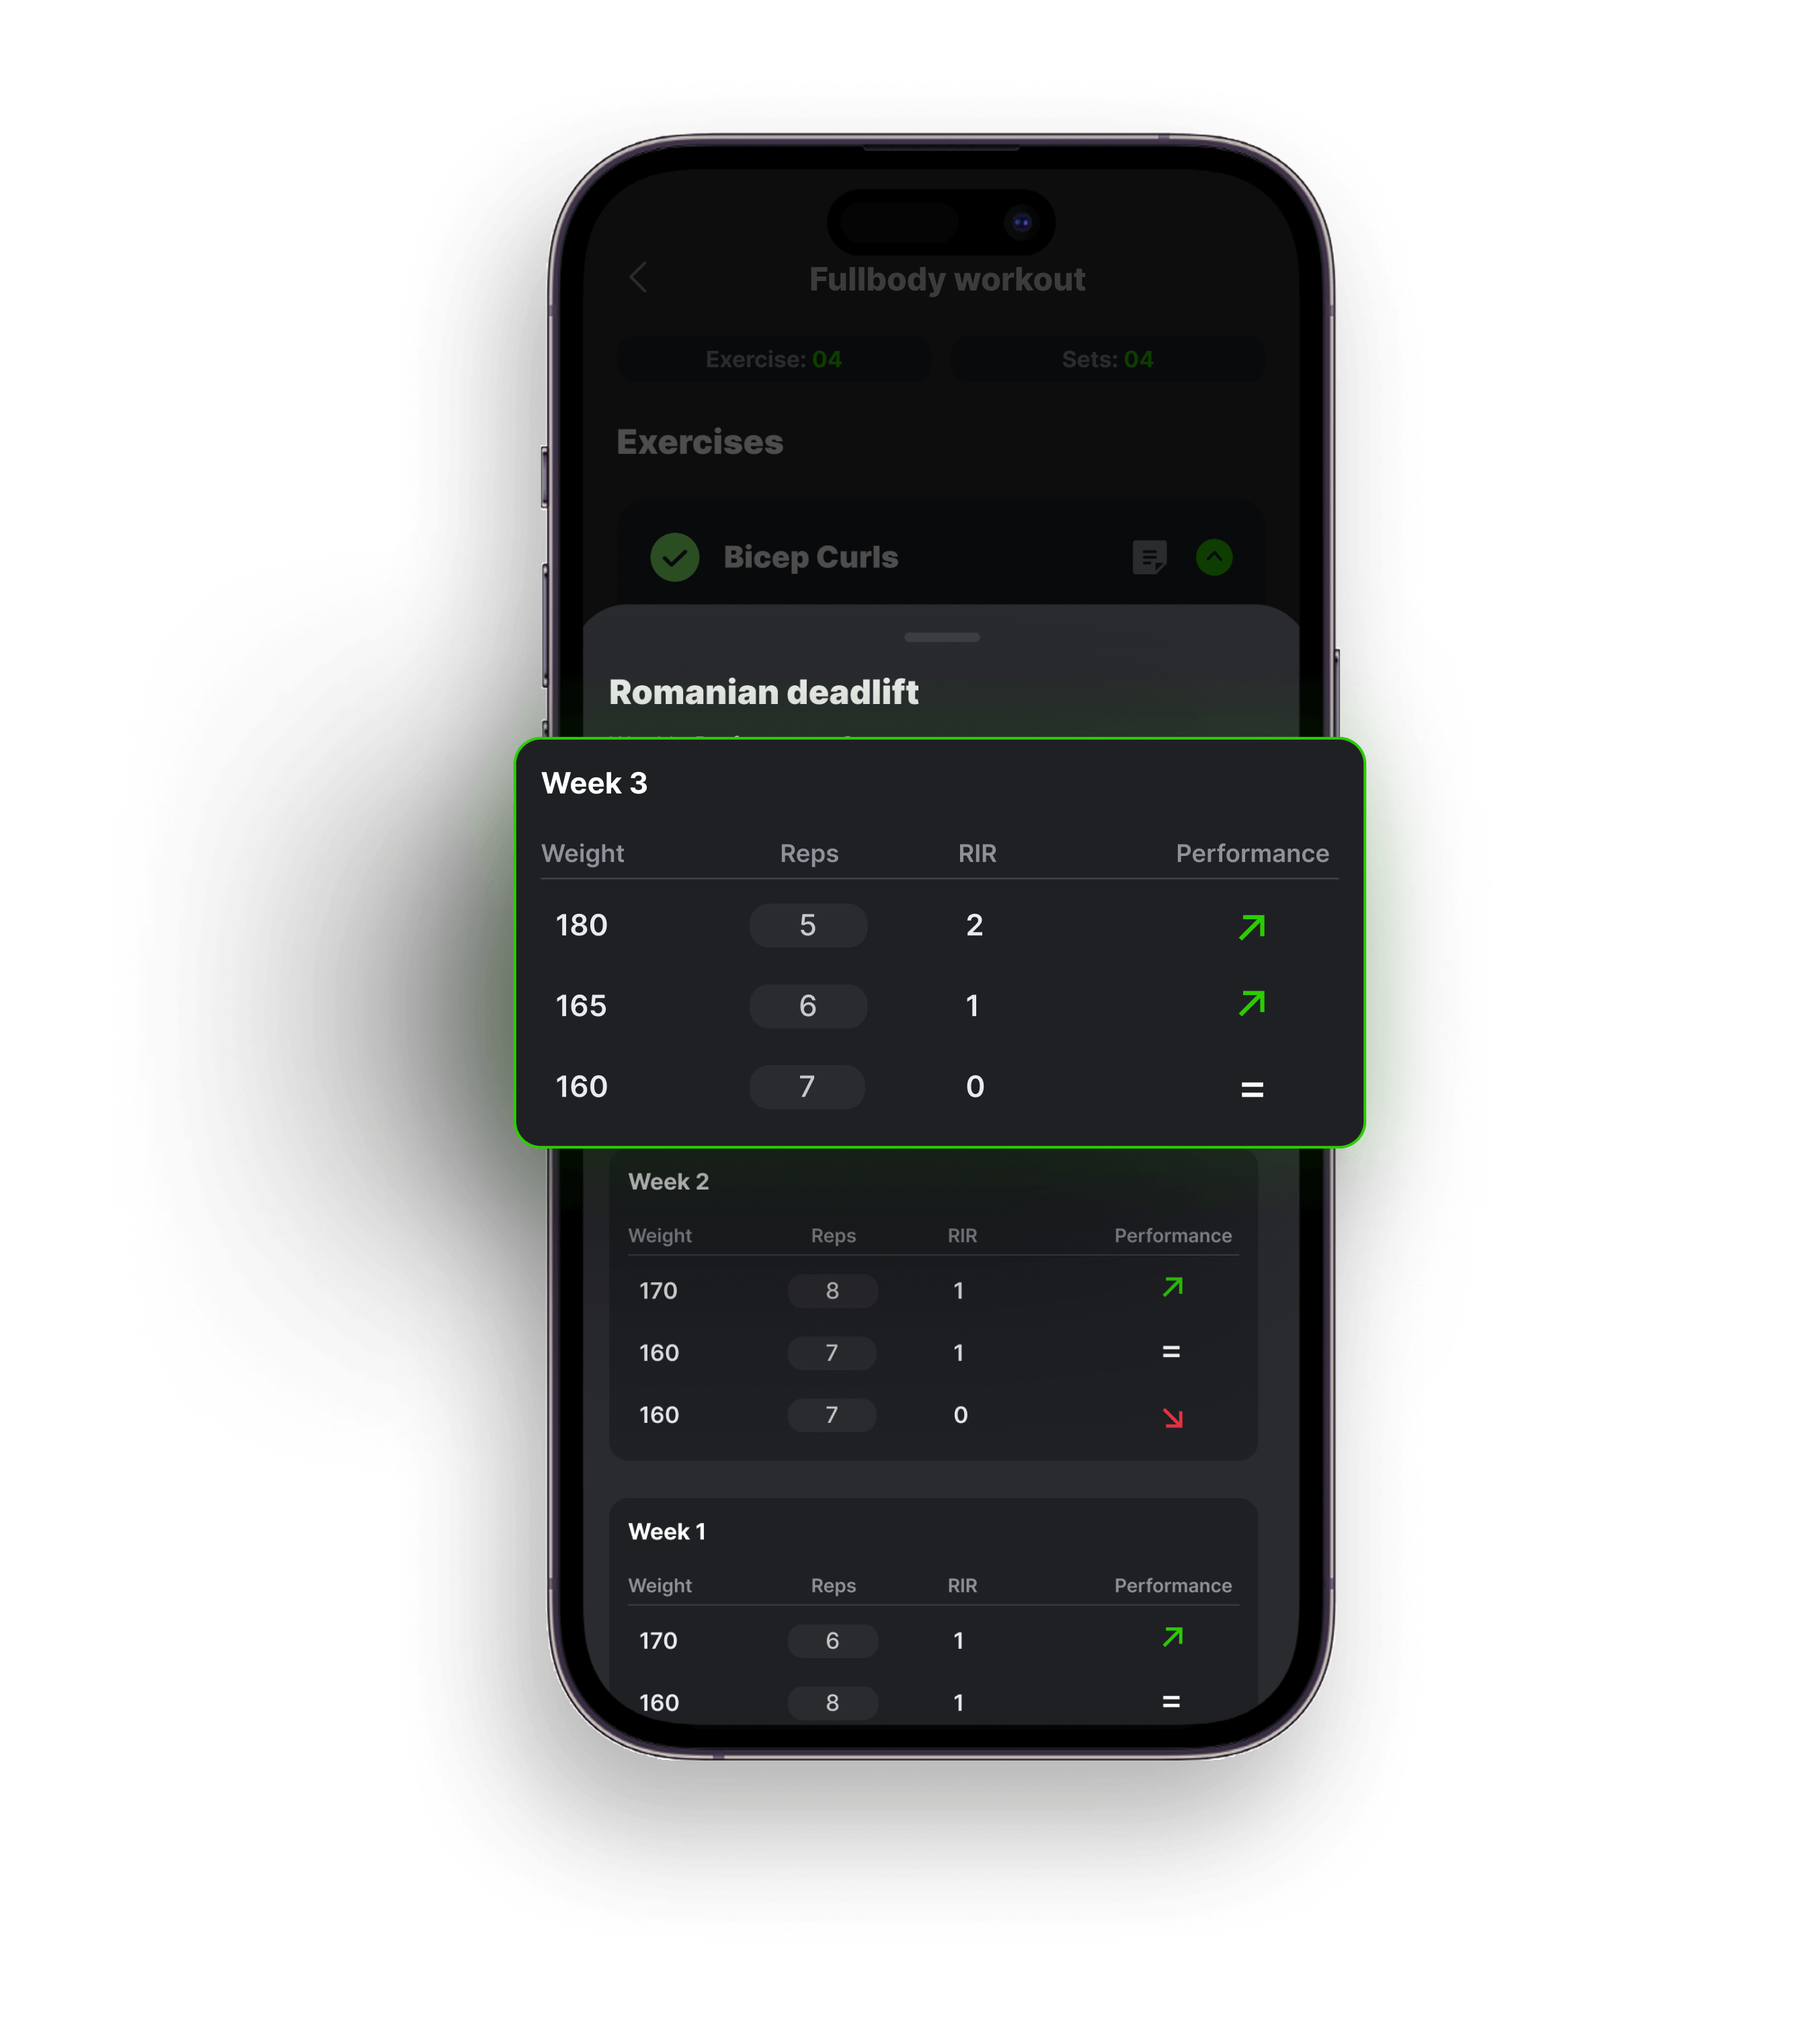 Fullbody workout
Exercise: 04 Sets: 04
Exercises
Bicep Curls
Romanian deadlift
Week 3
Weight Reps RIR Performance
180 5 2
165 6 1
160 7 0 =
Week 2
Weight Reps RIR Performance
170 8 1
160 7 1 =
160 7 0
Week 1
Weight Reps RIR Performance
170 6 1
160 8 1 =